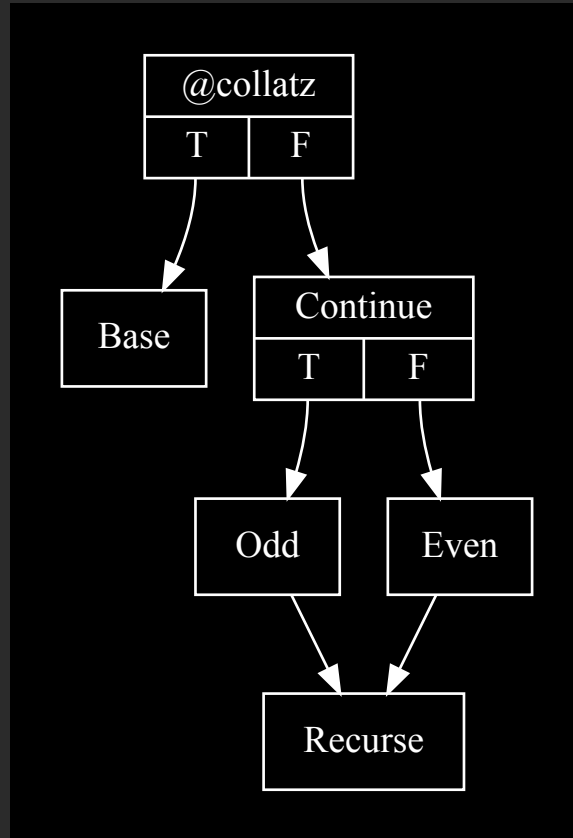 @collatz
T F
Base
Continue
T F
Odd
Even
Recurse